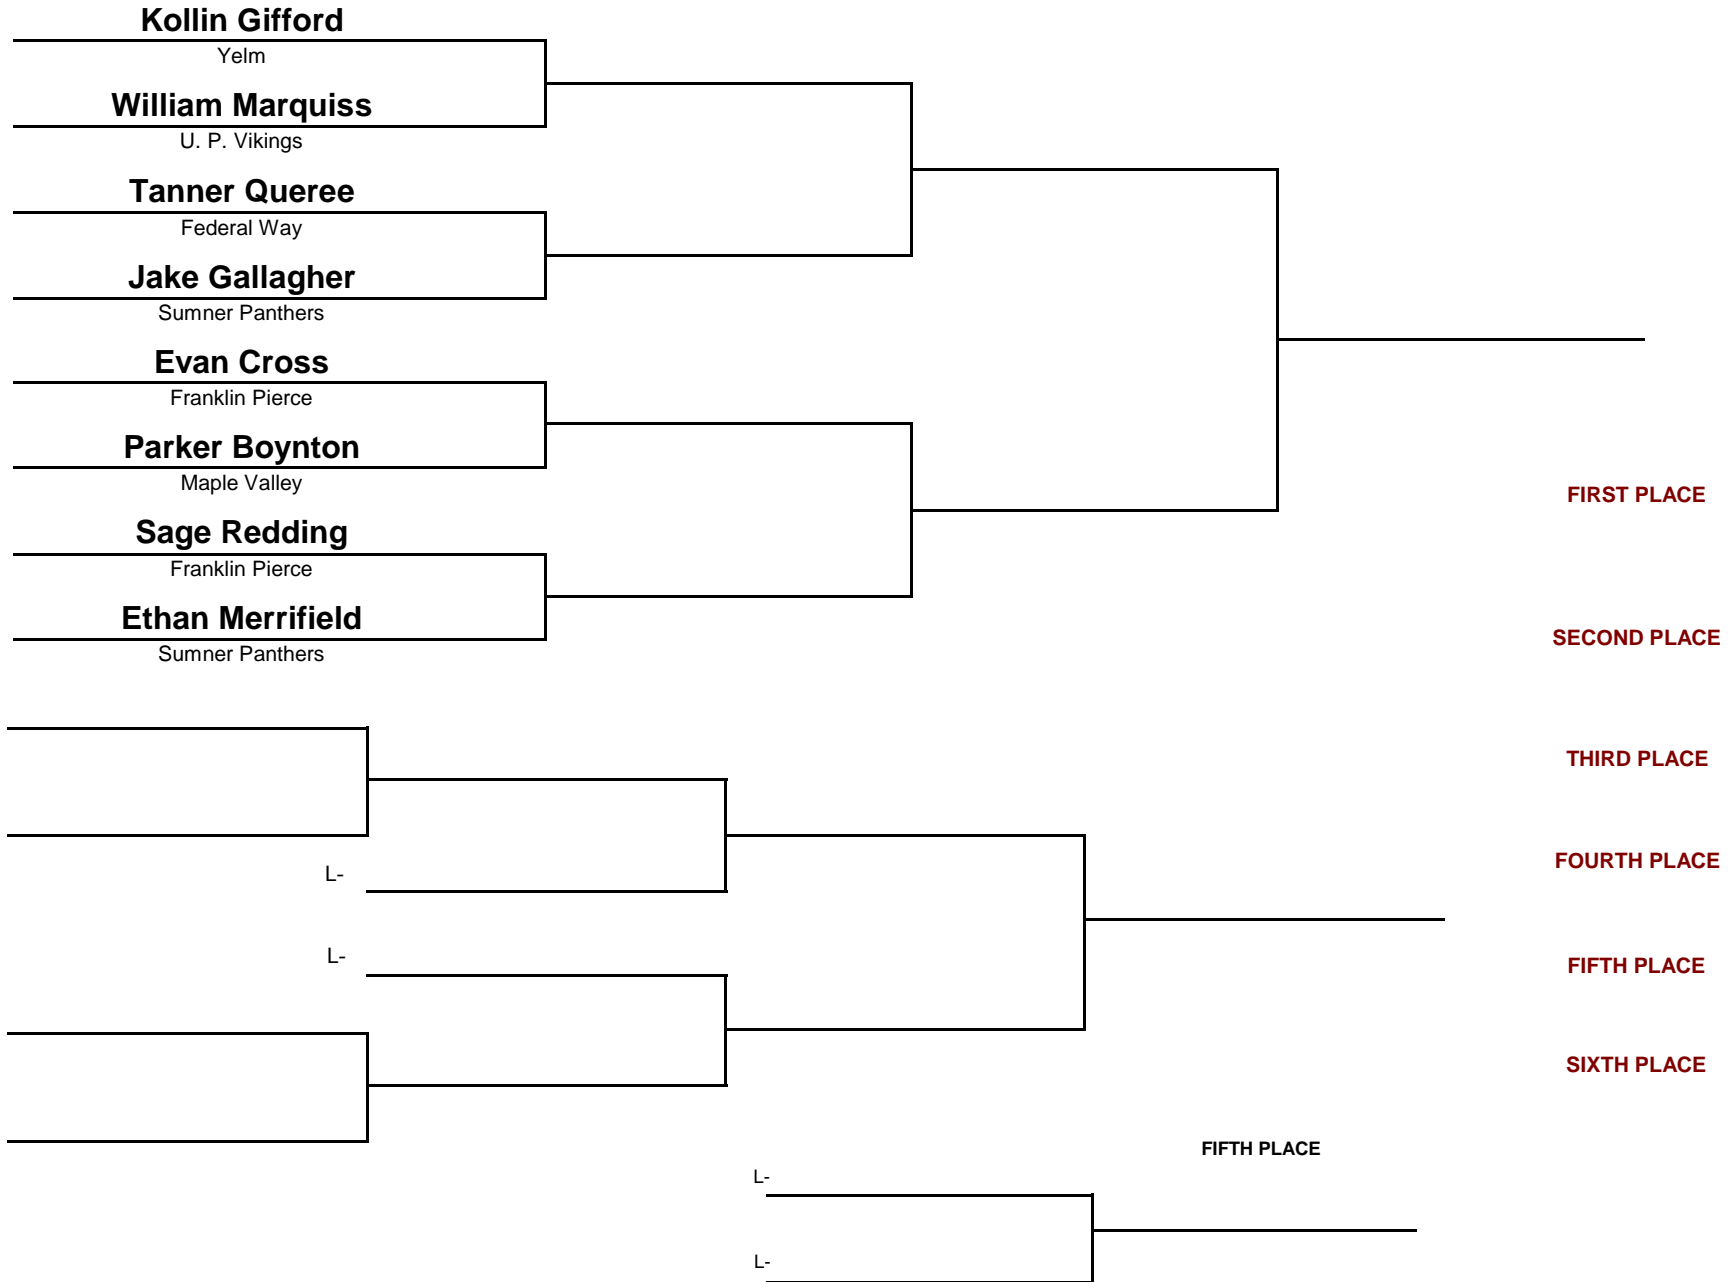 Kollin Gifford
Yelm
William Marquiss
U. P. Vikings
Tanner Queree
Federal Way
Jake Gallagher
Sumner Panthers
Evan Cross
Franklin Pierce
Parker Boynton
Maple Valley
FIRST PLACE
Sage Redding
Franklin Pierce
Ethan Merrifield
SECOND PLACE
Sumner Panthers
THIRD PLACE
FOURTH PLACE
L-
L-
FIFTH PLACE
SIXTH PLACE
FIFTH PLACE
L-
L-